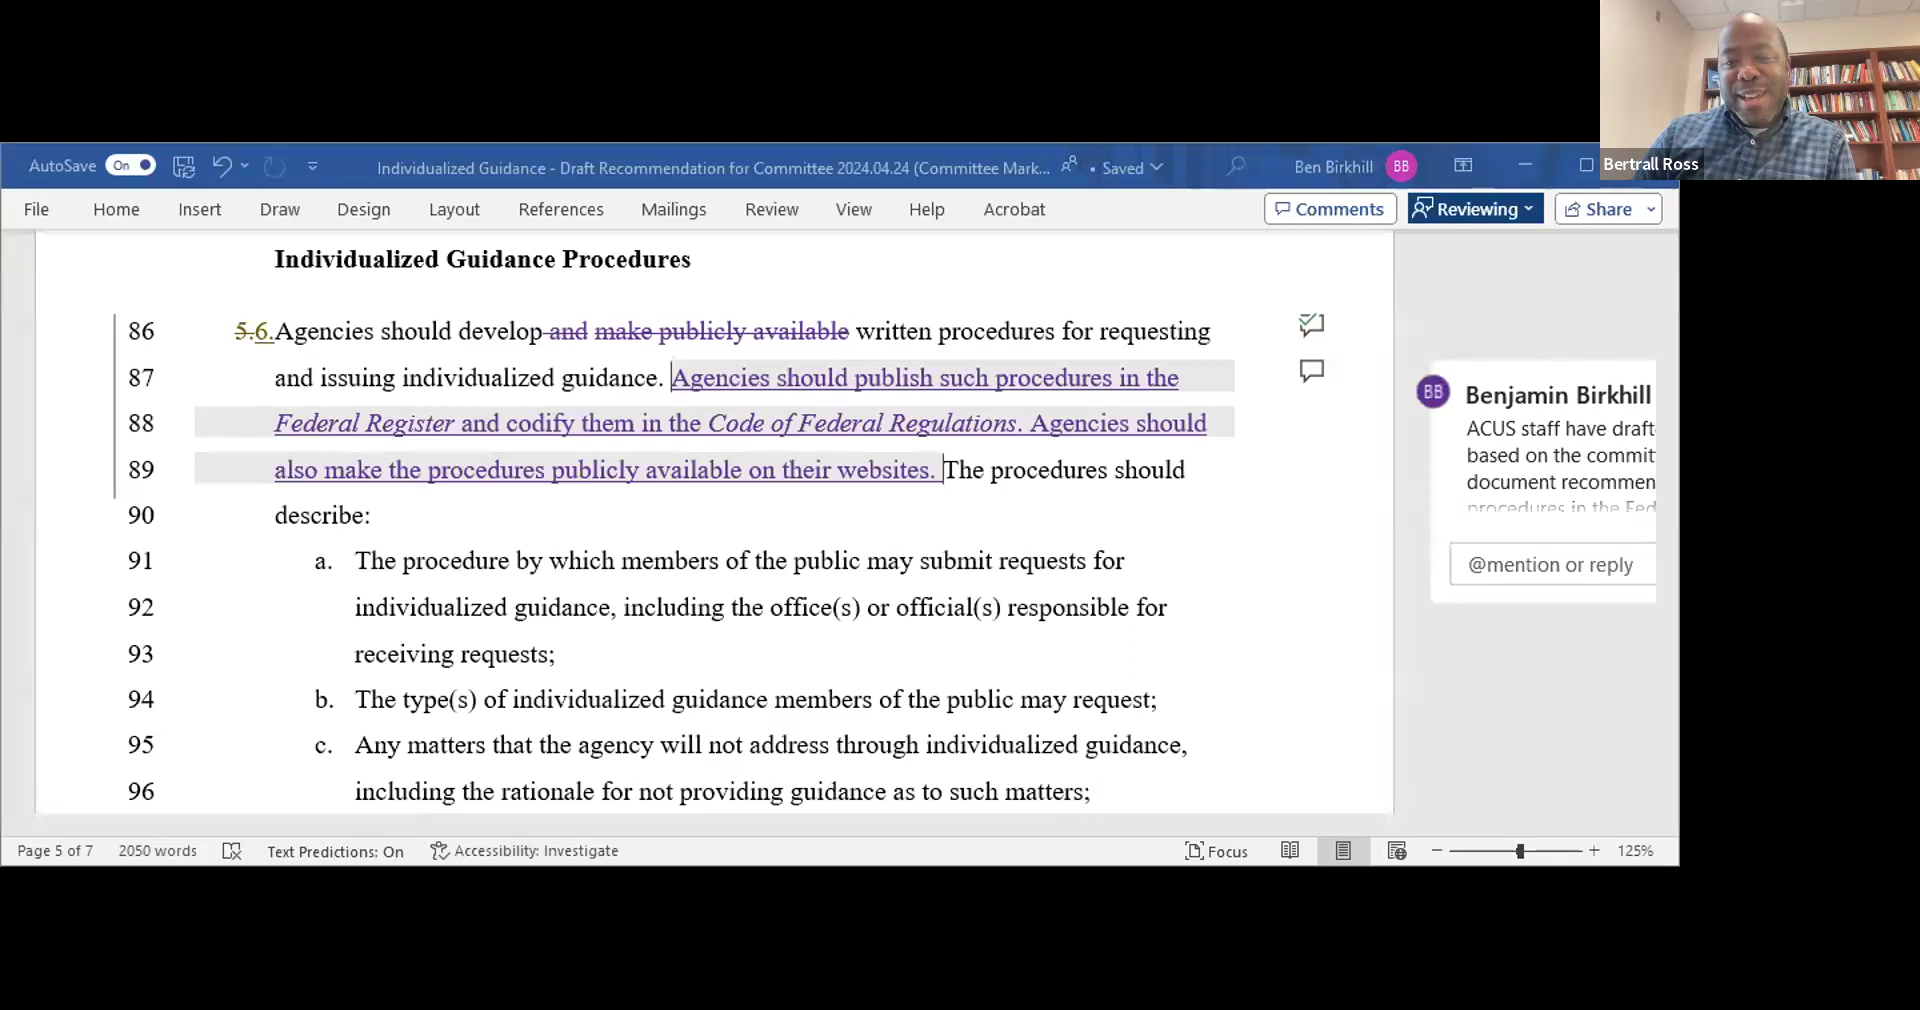 AutoSave On Individualized Guidance - Draft Recommendation for Committee 2024.04.24 (Committee Mark... • Saved Ben Birkhill BB
Bertrall Ross
File Home Insert Draw Design Layout References Mailings Review View Help Acrobat Comments Reviewing Share
Individualized Guidance Procedures
86 5.6. Agencies should develop and make publicly available written procedures for requesting
87 and issuing individualized guidance. Agencies should publish such procedures in the
88 Federal Register and codify them in the Code of Federal Regulations. Agencies should
89 also make the procedures publicly available on their websites. The procedures should
90 describe:
91 a. The procedure by which members of the public may submit requests for
92 individualized guidance, including the office(s) or official(s) responsible for
93 receiving requests;
94 b. The type(s) of individualized guidance members of the public may request;
95 c. Any matters that the agency will not address through individualized guidance,
96 including the rationale for not providing guidance as to such matters;
BB Benjamin Birkhill
ACUS staff have draft
based on the commit
document recommen
procedures in the Fed
@mention or reply
Page 5 of 7 2050 words Text Predictions: On Accessibility: Investigate Focus 125%